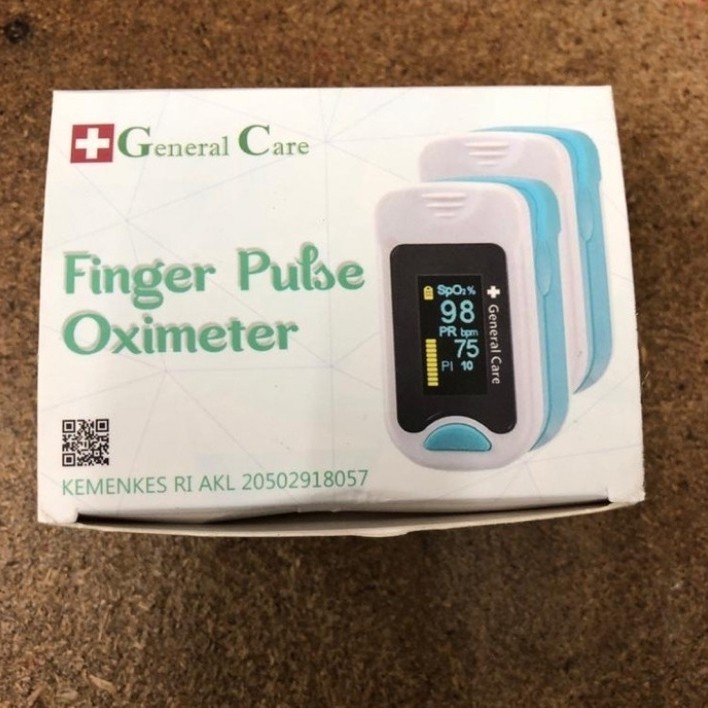 General Care
Finger Pulse
Oximeter
SpO₂ %
98
PR bpm
75
PI 10
General Care
KEMENKES RI AKL 20502918057